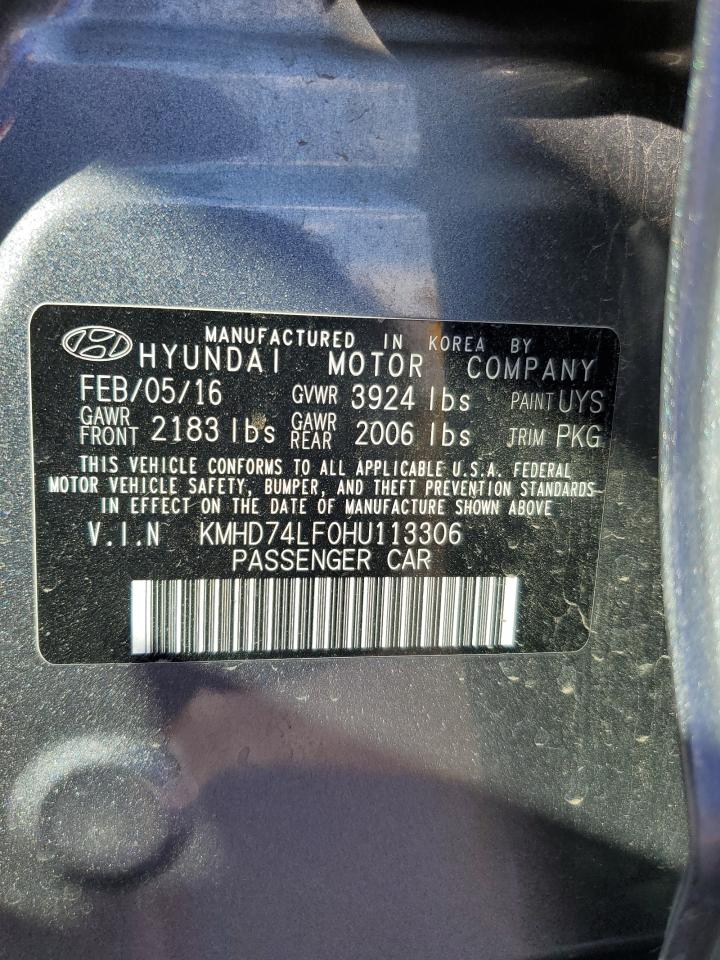 MANUFACTURED IN KOREA BY
HYUNDAI MOTOR COMPANY
FEB/05/16 GVWR 3924 lbs PAINT UYS
GAWR FRONT 2183 lbs GAWR REAR 2006 lbs TRIM PKG
THIS VEHICLE CONFORMS TO ALL APPLICABLE U.S.A. FEDERAL
MOTOR VEHICLE SAFETY, BUMPER, AND THEFT PREVENTION STANDARDS
IN EFFECT ON THE DATE OF MANUFACTURE SHOWN ABOVE
V.I.N KMHD74LF0HU113306
PASSENGER CAR